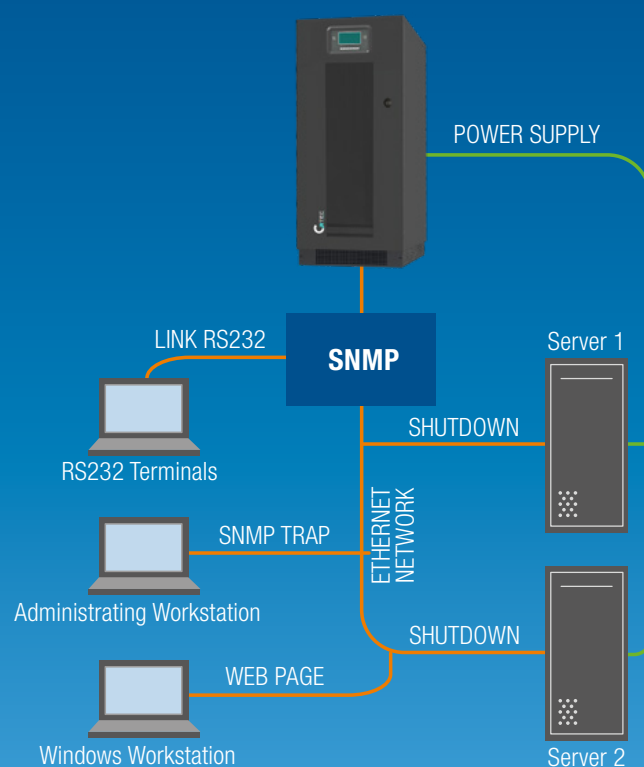 POWER SUPPLY
LINK RS232
SNMP
Server 1
RS232 Terminals
SHUTDOWN
ETHERNET
NETWORK
SNMP TRAP
Administrating Workstation
SHUTDOWN
WEB PAGE
Windows Workstation
Server 2